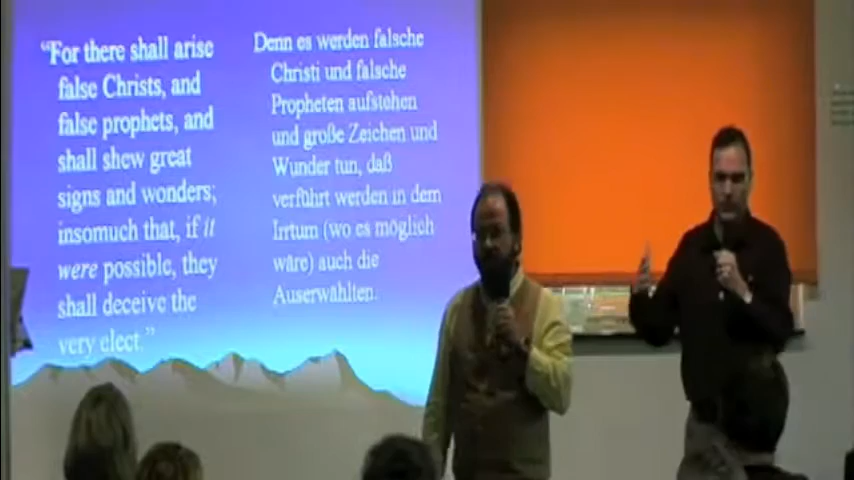 “For there shall arise
false Christs, and
false prophets, and
shall shew great
signs and wonders;
insomuch that, if it
were possible, they
shall deceive the
very elect.”
Denn es werden falsche
Christi und falsche
Propheten aufstehen
und große Zeichen und
Wunder tun, daß
verführt werden in dem
Irrtum (wo es möglich
wäre) auch die
Auserwählten.